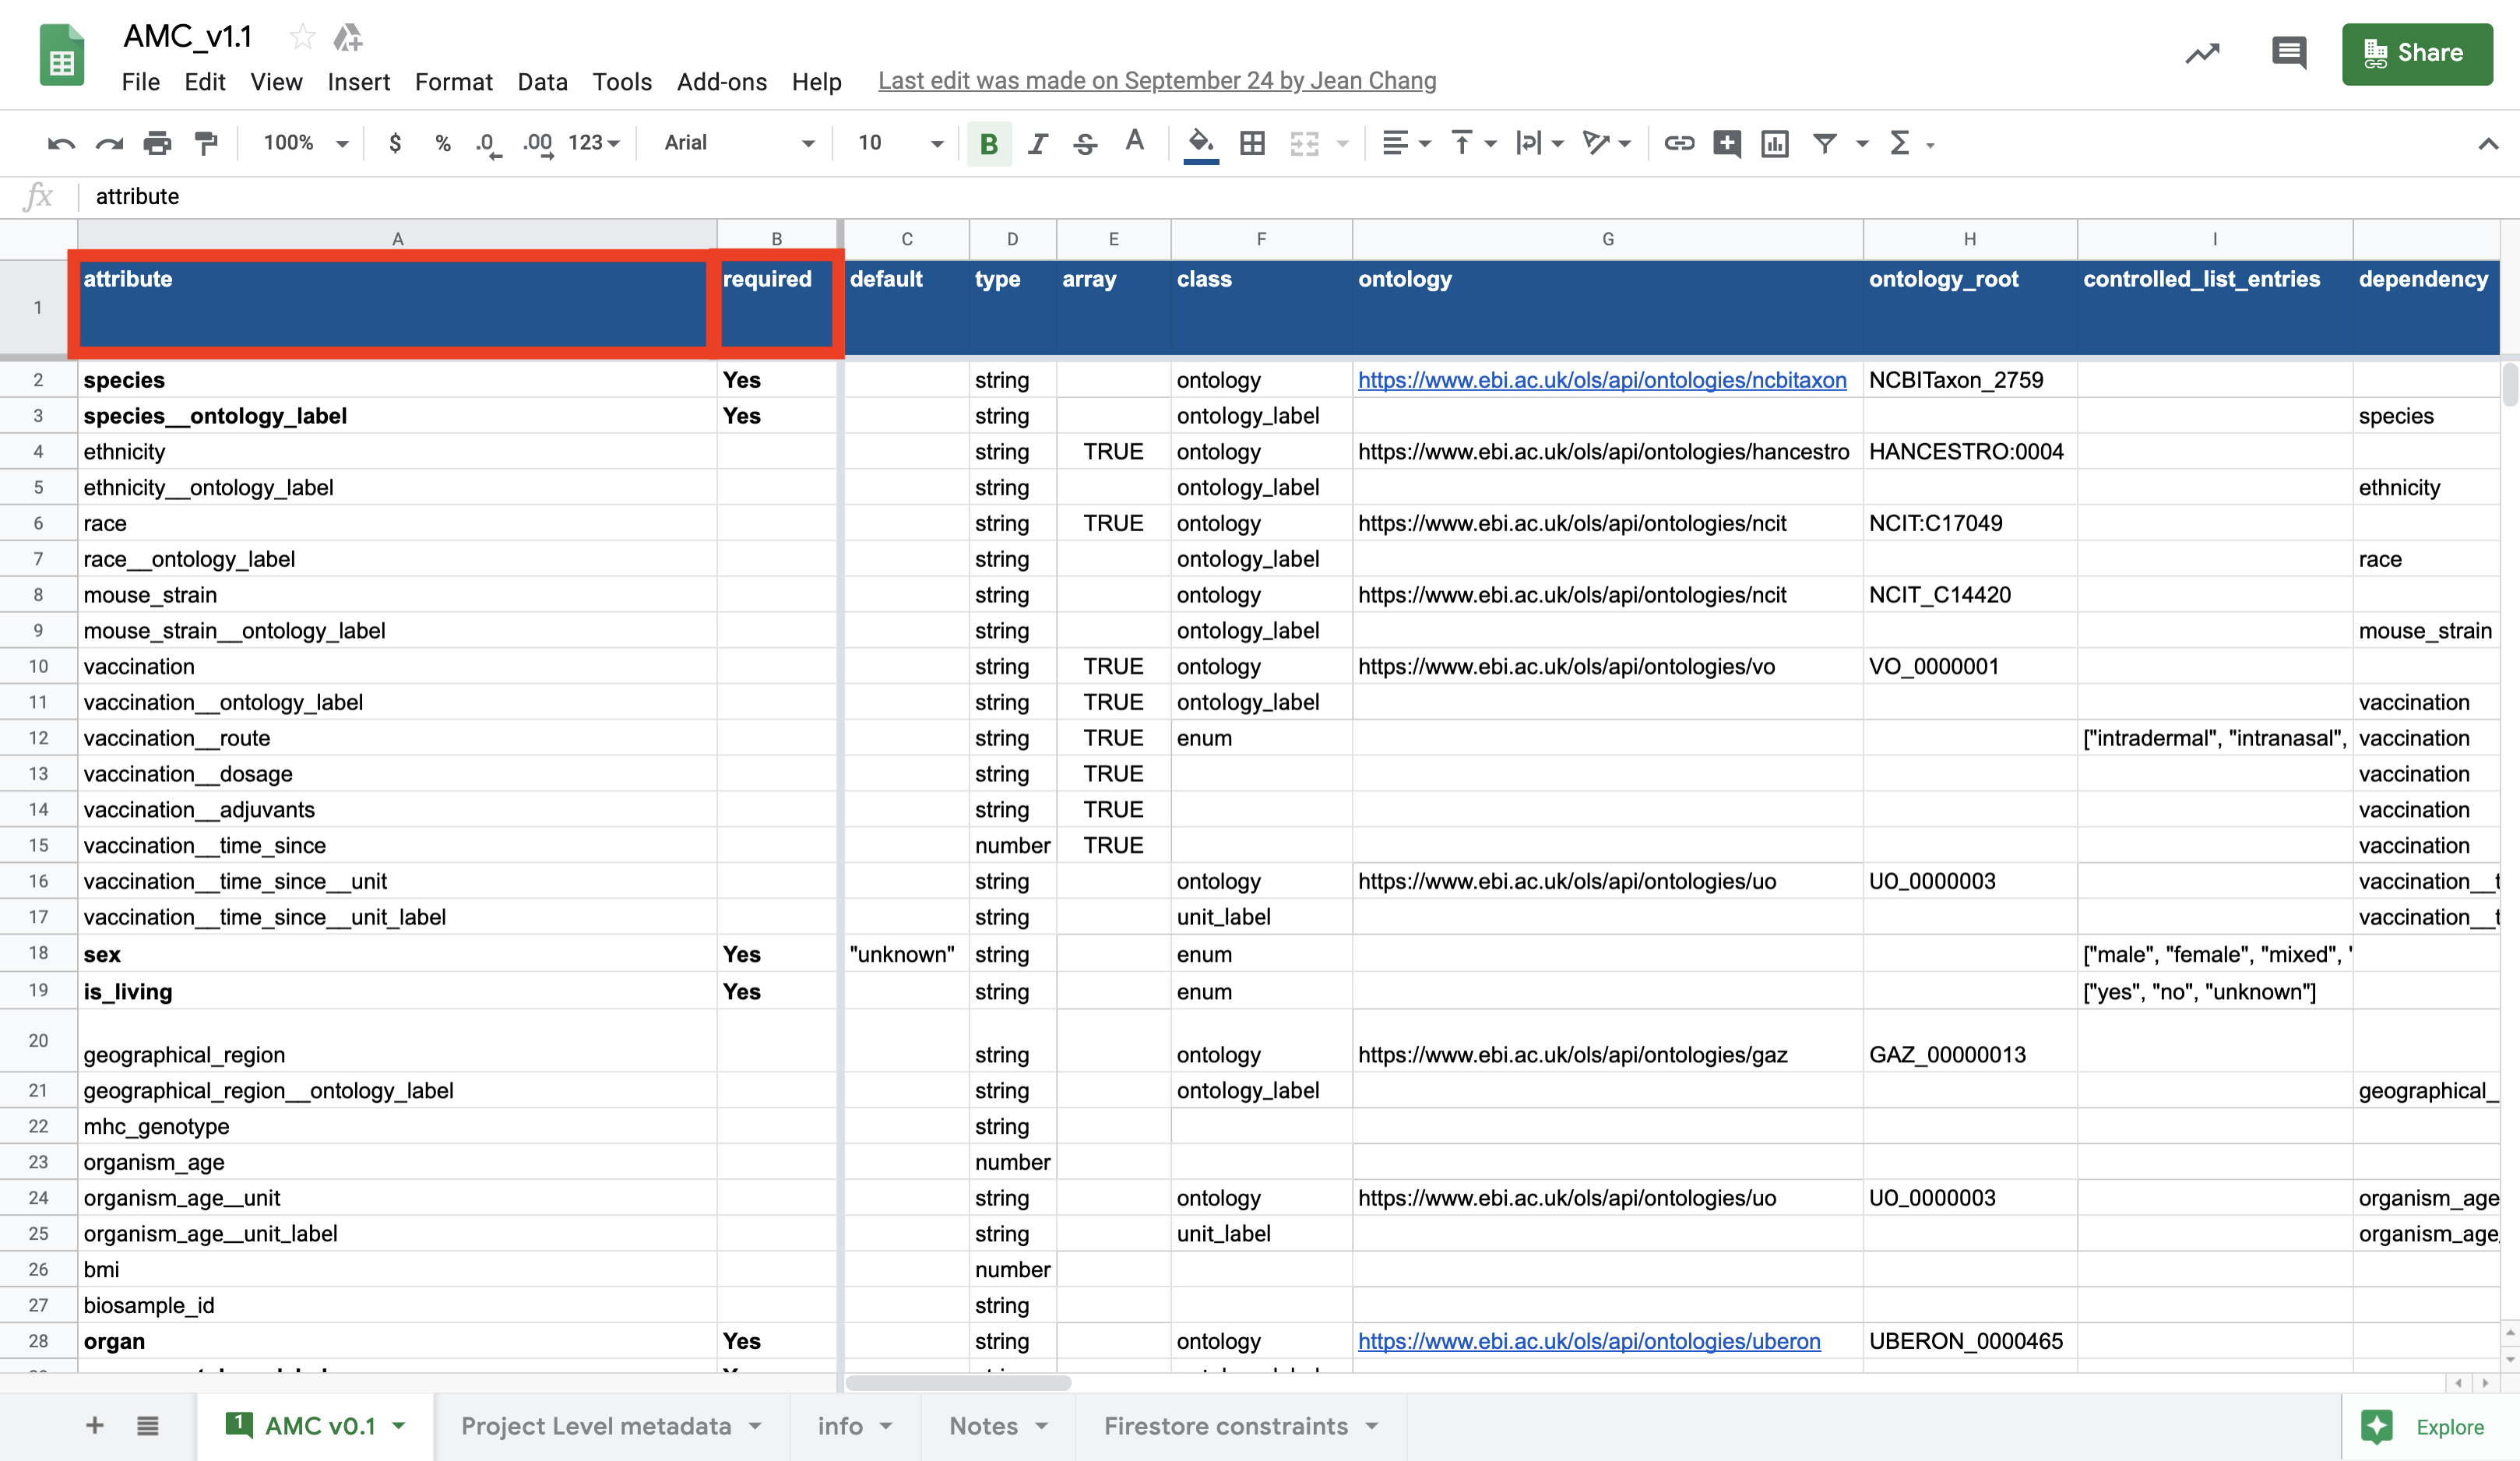 AMC_v1.1
File Edit View Insert Format Data Tools Add-ons Help Last edit was made on September 24 by Jean Chang
Share
100% $ % .0 .00 123 Arial 10 B I S A
fx attribute
A B C D E F G H I
1 attribute required default type array class ontology ontology_root controlled_list_entries dependency
2 species Yes string ontology https://www.ebi.ac.uk/ols/api/ontologies/ncbitaxon NCBITaxon_2759
3 species__ontology_label Yes string ontology_label species
4 ethnicity string TRUE ontology https://www.ebi.ac.uk/ols/api/ontologies/hancestro HANCESTRO:0004
5 ethnicity__ontology_label string ontology_label ethnicity
6 race string TRUE ontology https://www.ebi.ac.uk/ols/api/ontologies/ncit NCIT:C17049
7 race__ontology_label string ontology_label race
8 mouse_strain string ontology https://www.ebi.ac.uk/ols/api/ontologies/ncit NCIT_C14420
9 mouse_strain__ontology_label string ontology_label mouse_strain
10 vaccination string TRUE ontology https://www.ebi.ac.uk/ols/api/ontologies/vo VO_0000001
11 vaccination__ontology_label string TRUE ontology_label vaccination
12 vaccination__route string TRUE enum ["intradermal", "intranasal", vaccination
13 vaccination__dosage string TRUE vaccination
14 vaccination__adjuvants string TRUE vaccination
15 vaccination__time_since number TRUE vaccination
16 vaccination__time_since__unit string ontology https://www.ebi.ac.uk/ols/api/ontologies/uo UO_0000003 vaccination__t
17 vaccination__time_since__unit_label string unit_label vaccination__t
18 sex Yes "unknown" string enum ["male", "female", "mixed", "
19 is_living Yes string enum ["yes", "no", "unknown"]
20 geographical_region string ontology https://www.ebi.ac.uk/ols/api/ontologies/gaz GAZ_00000013
21 geographical_region__ontology_label string ontology_label geographical_
22 mhc_genotype string
23 organism_age number
24 organism_age__unit string ontology https://www.ebi.ac.uk/ols/api/ontologies/uo UO_0000003 organism_age
25 organism_age__unit_label string unit_label organism_age_
26 bmi number
27 biosample_id string
28 organ Yes string ontology https://www.ebi.ac.uk/ols/api/ontologies/uberon UBERON_0000465
1 AMC v0.1 Project Level metadata info Notes Firestore constraints Explore